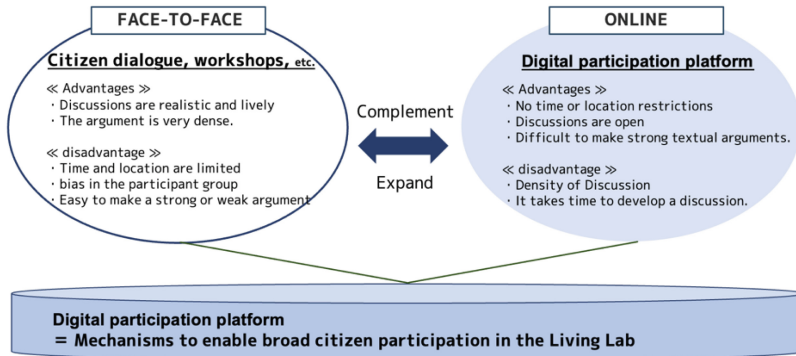 FACE-TO-FACE
Citizen dialogue, workshops, etc.
≪ Advantages ≫
・Discussions are realistic and lively
・The argument is very dense.
≪ disadvantage ≫
・Time and location are limited
・bias in the participant group
・Easy to make a strong or weak argument
Complement
Expand
ONLINE
Digital participation platform
≪ Advantages ≫
・No time or location restrictions
・Discussions are open
・Difficult to make strong textual arguments.
≪ disadvantage ≫
・Density of Discussion
・It takes time to develop a discussion.
Digital participation platform
= Mechanisms to enable broad citizen participation in the Living Lab